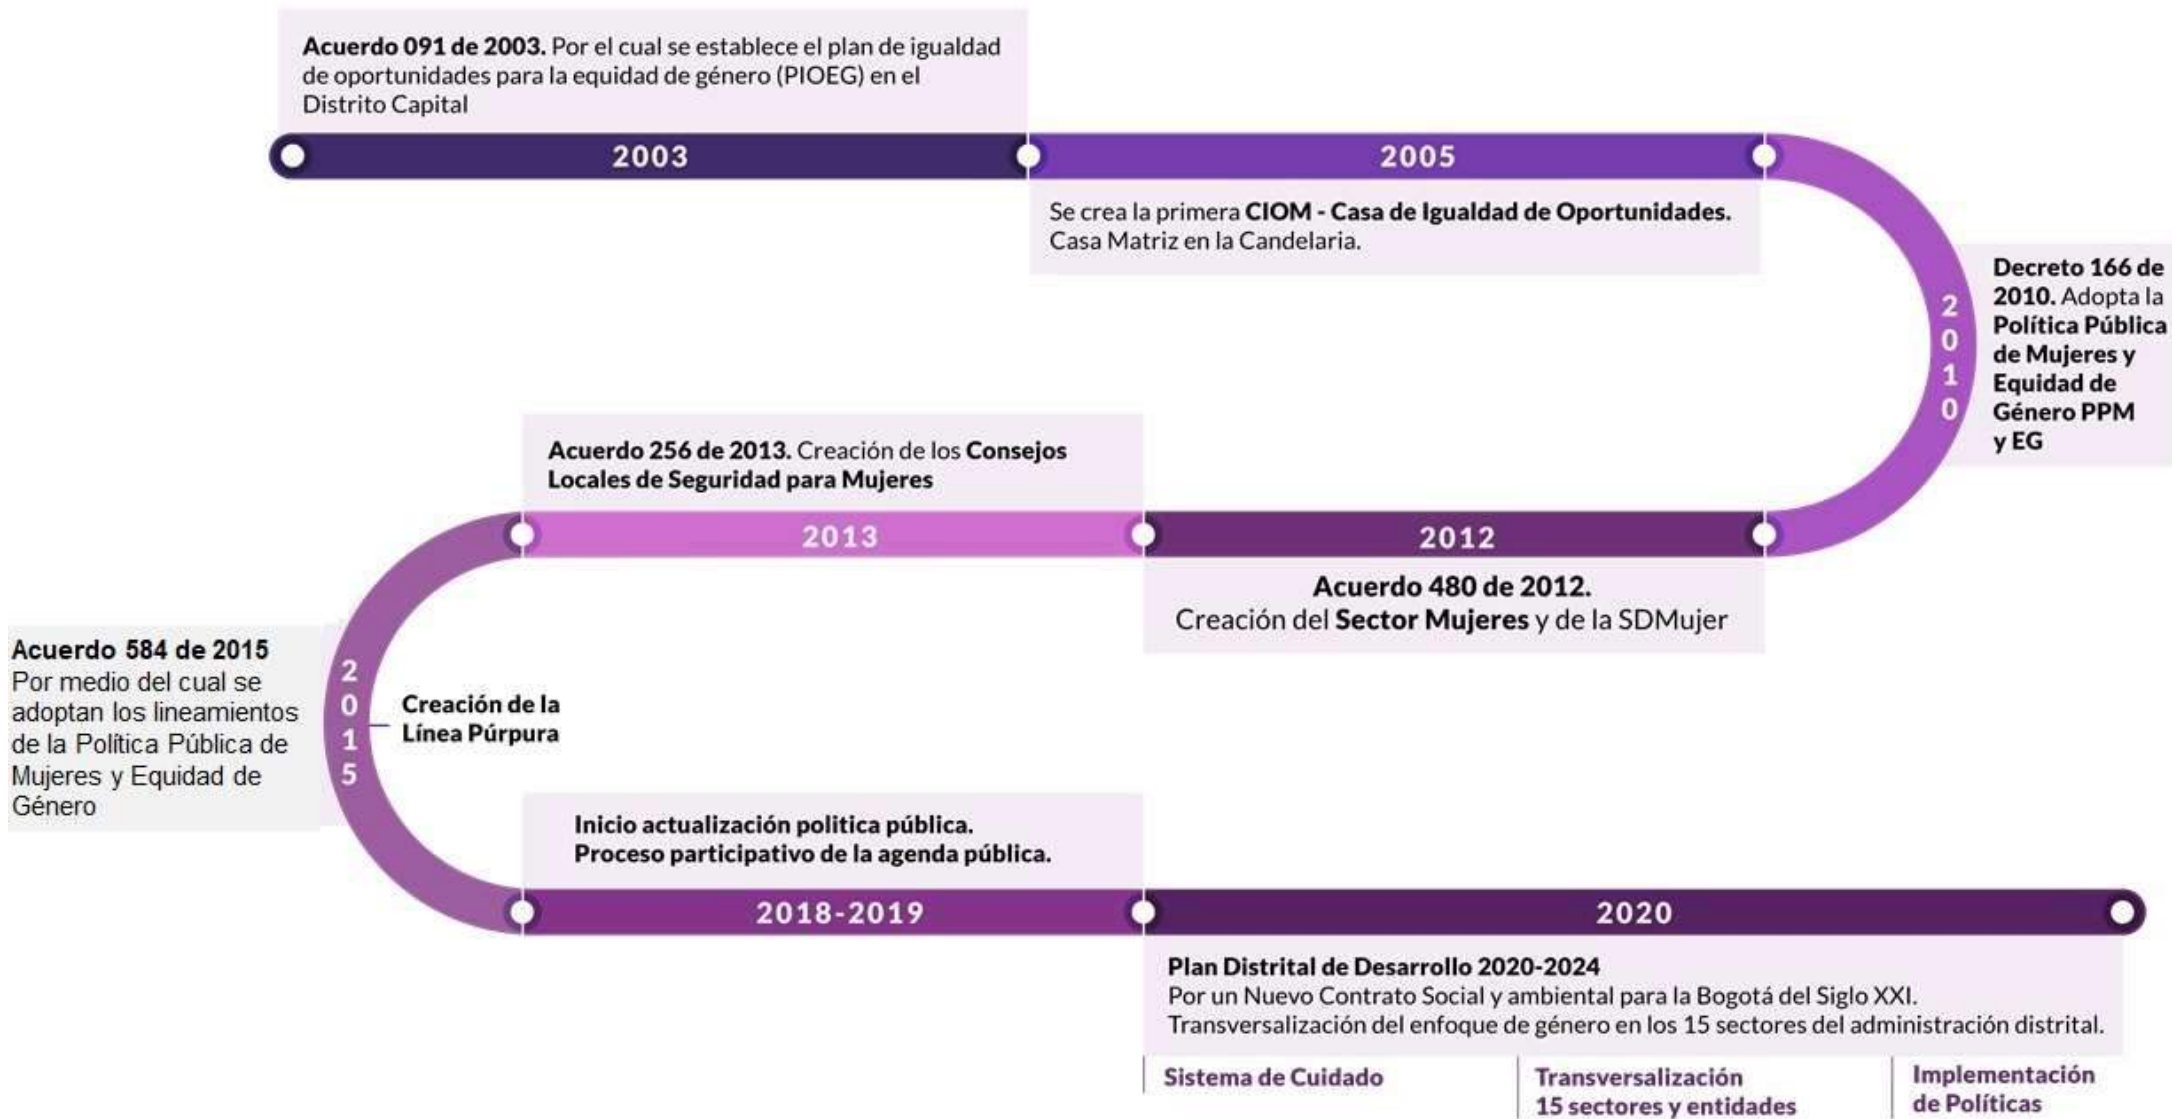 Acuerdo 091 de 2003. Por el cual se establece el plan de igualdad
de oportunidades para la equidad de género (PIOEG) en el
Distrito Capital
2003
2005
Se crea la primera CIOM - Casa de Igualdad de Oportunidades.
Casa Matriz en la Candelaria.
2010
Decreto 166 de
2010. Adopta la
Política Pública
de Mujeres y
Equidad de
Género PPM
y EG
2012
Acuerdo 480 de 2012.
Creación del Sector Mujeres y de la SDMujer
Acuerdo 256 de 2013. Creación de los Consejos
Locales de Seguridad para Mujeres
2013
Acuerdo 584 de 2015
Por medio del cual se
adoptan los lineamientos
de la Política Pública de
Mujeres y Equidad de
Género
2015
Creación de la
Línea Púrpura
Inicio actualización politica pública.
Proceso participativo de la agenda pública.
2018-2019
2020
Plan Distrital de Desarrollo 2020-2024
Por un Nuevo Contrato Social y ambiental para la Bogotá del Siglo XXI.
Transversalización del enfoque de género en los 15 sectores del administración distrital.
Sistema de Cuidado
Transversalización
15 sectores y entidades
Implementación
de Políticas